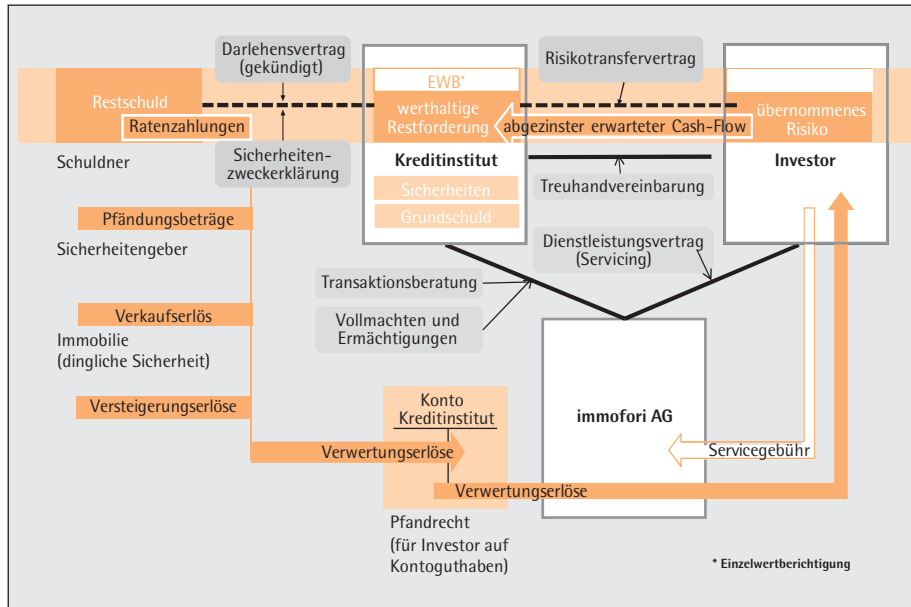 Darlehensvertrag
(gekündigt)
Risikotransfervertrag
EWB*
Restschuld
werthaltige
Restforderung
übernommenes
Risiko
Ratenzahlungen
abgezinster erwarteter Cash-Flow
Schuldner
Sicherheiten-
zweckerklärung
Kreditinstitut
Investor
Treuhandvereinbarung
Sicherheiten
Grundschuld
Pfändungsbeträge
Sicherheitengeber
Dienstleistungsvertrag
(Servicing)
Transaktionsberatung
Verkaufserlös
Vollmachten und
Ermächtigungen
Immobilie
(dingliche Sicherheit)
Versteigerungserlöse
Konto
Kreditinstitut
immofori AG
Verwertungserlöse
Servicegebühr
Verwertungserlöse
Pfandrecht
(für Investor auf
Kontoguthaben)
* Einzelwertberichtigung